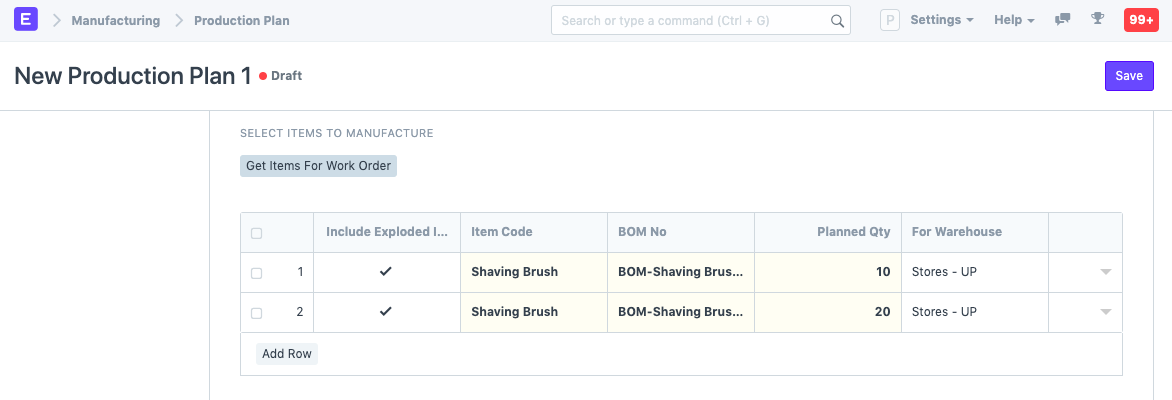 E Manufacturing Production Plan Search or type a command (Ctrl + G) P Settings Help 99+
New Production Plan 1 Draft Save
SELECT ITEMS TO MANUFACTURE
Get Items For Work Order
Include Exploded I... Item Code BOM No Planned Qty For Warehouse
1 Shaving Brush BOM-Shaving Brus... 10 Stores - UP
2 Shaving Brush BOM-Shaving Brus... 20 Stores - UP
Add Row